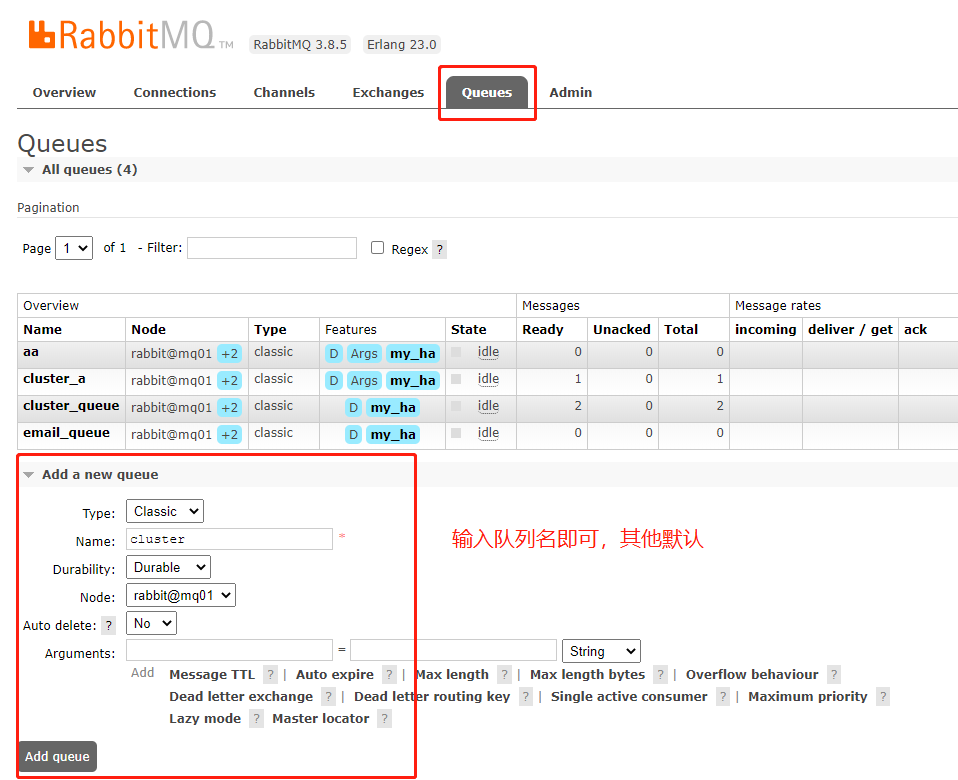 RabbitMQ TM RabbitMQ 3.8.5 Erlang 23.0
Overview Connections Channels Exchanges Queues Admin
Queues
All queues (4)
Pagination
Page 1 of 1 - Filter: Regex ?
Overview Messages Message rates
Name Node Type Features State Ready Unacked Total incoming deliver / get ack
aa rabbit@mq01 +2 classic D Args my_ha idle 0 0 0
cluster_a rabbit@mq01 +2 classic D Args my_ha idle 1 0 1
cluster_queue rabbit@mq01 +2 classic D my_ha idle 2 0 2
email_queue rabbit@mq01 +2 classic D my_ha idle 0 0 0
Add a new queue
Type: Classic
Name: cluster *
输入队列名即可，其他默认
Durability: Durable
Node: rabbit@mq01
Auto delete: ? No
Arguments: = String
Add Message TTL ? | Auto expire ? | Max length ? | Max length bytes ? | Overflow behaviour ?
Dead letter exchange ? | Dead letter routing key ? | Single active consumer ? | Maximum priority ?
Lazy mode ? Master locator ?
Add queue